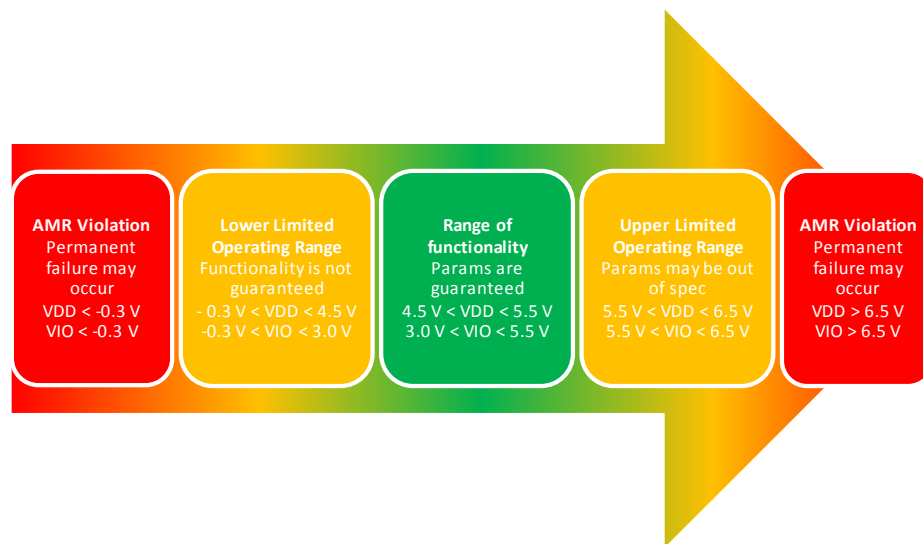 AMR Violation
Permanent
failure may
occur
VDD < -0.3 V
VIO < -0.3 V
Lower Limited
Operating Range
Functionality is not
guaranteed
- 0.3 V < VDD < 4.5 V
-0.3 V < VIO < 3.0 V
Range of
functionality
Params are
guaranteed
4.5 V < VDD < 5.5 V
3.0 V < VIO < 5.5 V
Upper Limited
Operating Range
Params may be out
of spec
5.5 V < VDD < 6.5 V
5.5 V < VIO < 6.5 V
AMR Violation
Permanent
failure may
occur
VDD > 6.5 V
VIO > 6.5 V